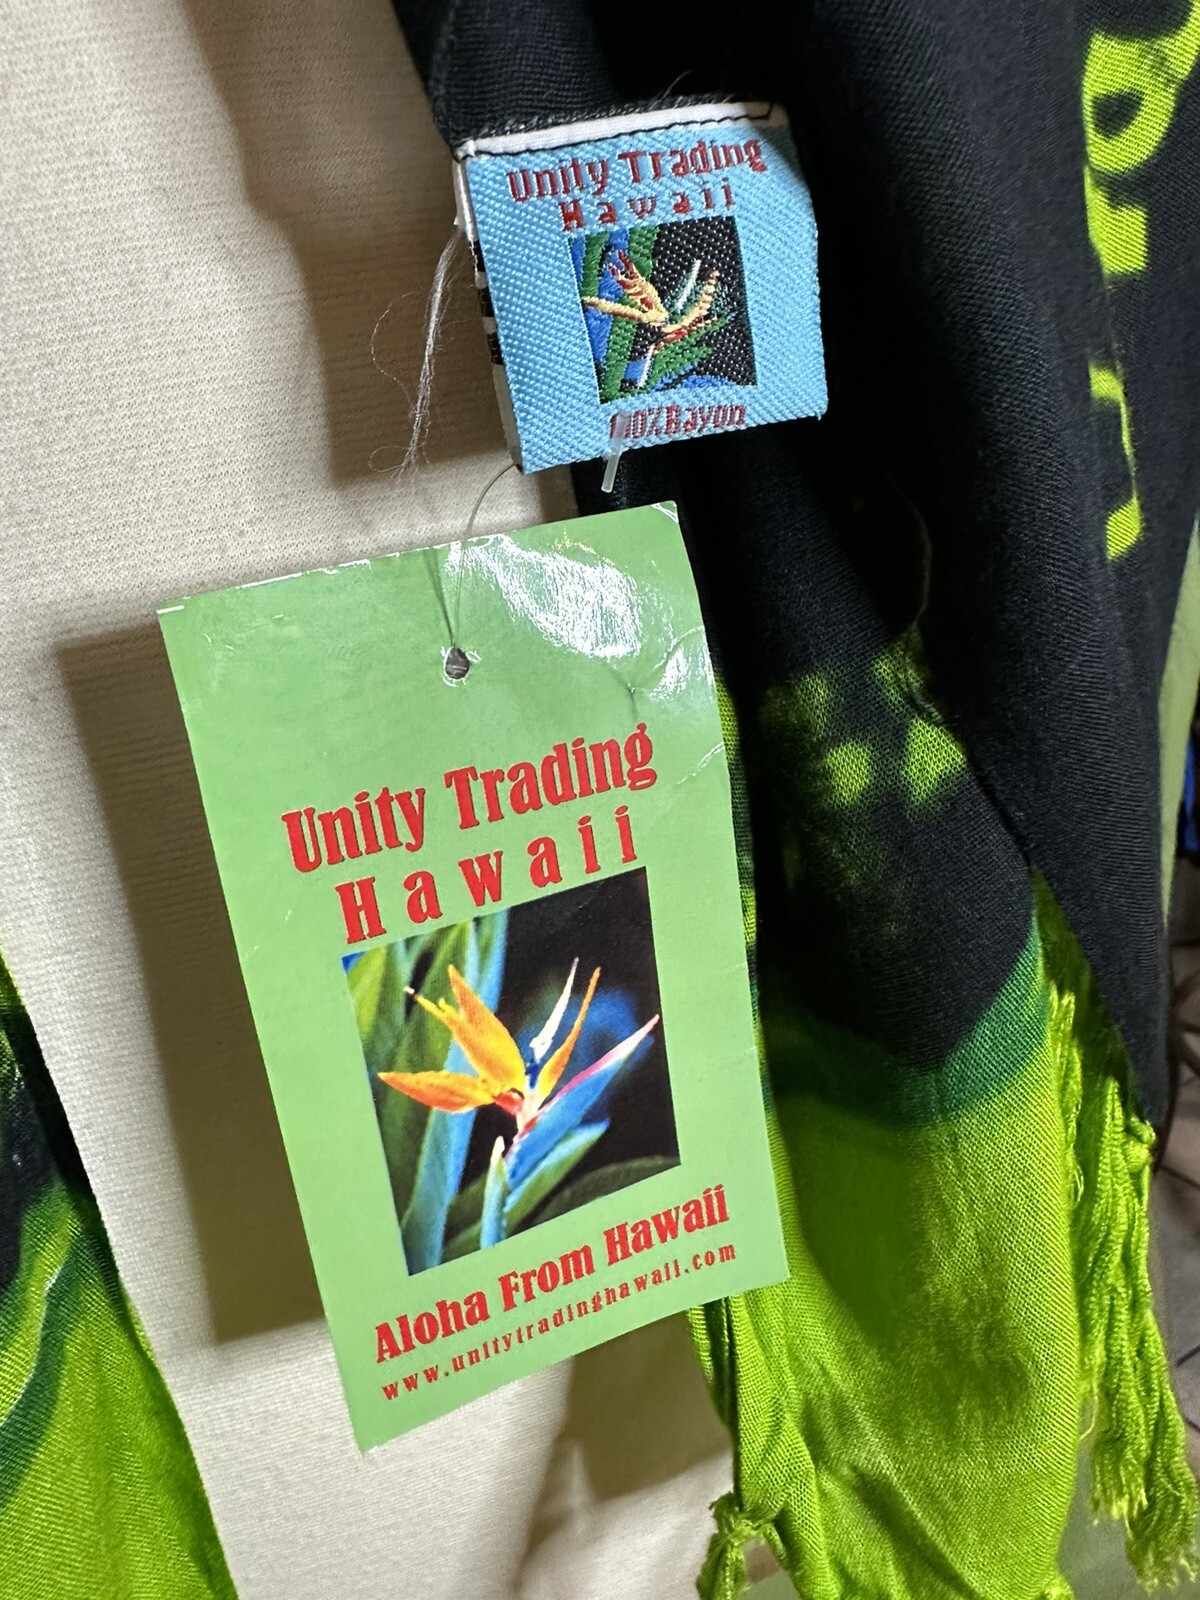 Unity Trading
Hawaii
100% Rayon
Unity Trading
Hawaii
Aloha From Hawaii
www.unitytradinghawaii.com